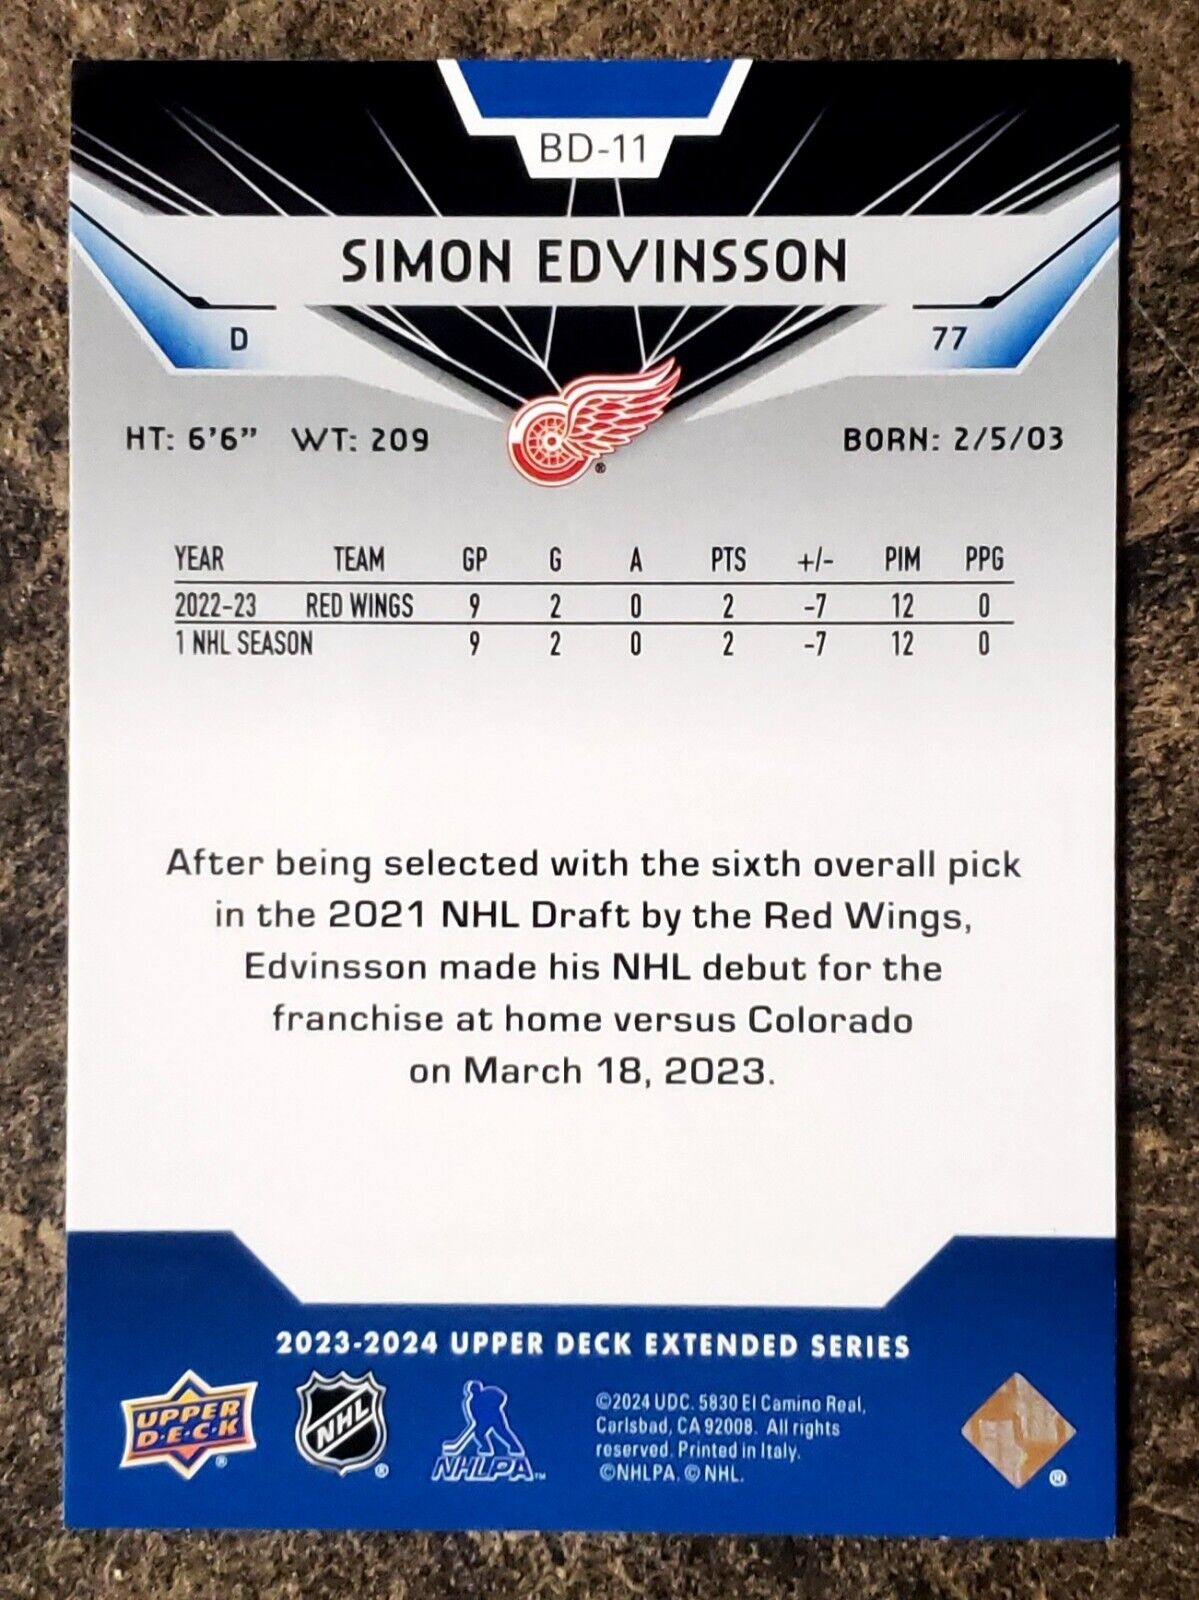 BD-11
SIMON EDVINSSON
D 77
HT: 6'6” WT: 209 BORN: 2/5/03
®
YEAR TEAM GP G A PTS +/- PIM PPG
2022-23 RED WINGS 9 2 0 2 -7 12 0
1 NHL SEASON 9 2 0 2 -7 12 0
After being selected with the sixth overall pick
in the 2021 NHL Draft by the Red Wings,
Edvinsson made his NHL debut for the
franchise at home versus Colorado
on March 18, 2023.
2023-2024 UPPER DECK EXTENDED SERIES
UPPER
D·E·C·K
®
NHL
®
NHLPA™
©2024 UDC. 5830 El Camino Real,
Carlsbad, CA 92008. All rights
reserved. Printed in Italy.
©NHLPA. © NHL.
®